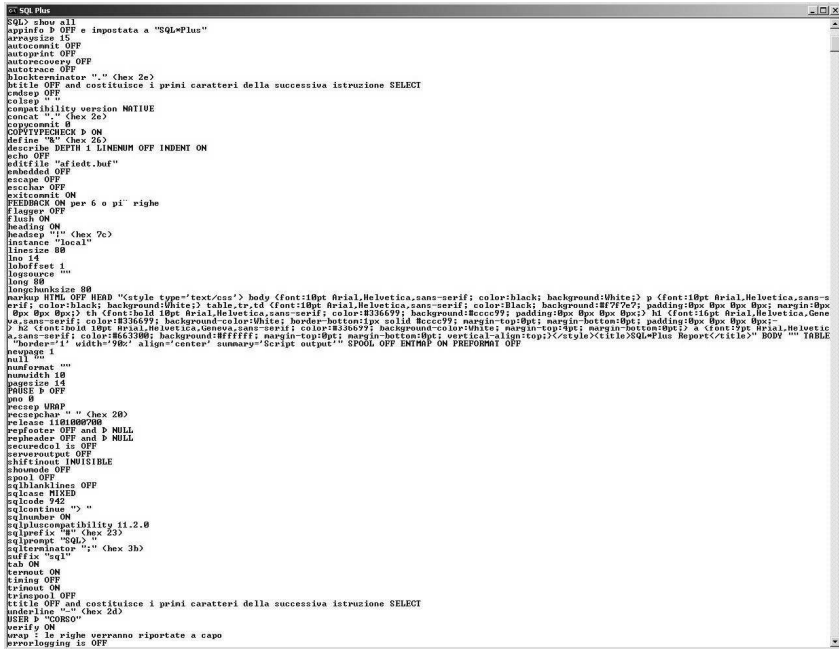 SQL Plus
SQL> show all
appinfo Þ OFF e impostata a "SQL*Plus"
arraysize 15
autocommit OFF
autoprint OFF
autorecovery OFF
autotrace OFF
blockterminator "." (hex 2e)
btitle OFF and costituisce i primi caratteri della successiva istruzione SELECT
cmdsep OFF
colsep " "
compatibility version NATIVE
concat "." (hex 2e)
copycommit 0
COPYTYPECHECK Þ ON
define "&" (hex 26)
describe DEPTH 1 LINENUM OFF INDENT ON
echo OFF
editfile "afiedt.buf"
embedded OFF
escape OFF
escchar OFF
exitcommit ON
FEEDBACK ON per 6 o pi¨ righe
flagger OFF
flush ON
heading ON
headsep "|" (hex 7c)
instance "local"
linesize 80
lno 14
loboffset 1
logsource ""
long 80
longchunksize 80
markup HTML OFF HEAD "<style type='text/css'> body {font:10pt Arial,Helvetica,sans-serif; color:black; background:White;} p {font:10pt Arial,Helvetica,sans-s
erif; color:black; background:White;} table,tr,td {font:10pt Arial,Helvetica,sans-serif; color:Black; background:#f7f7e7; padding:0px 0px 0px 0px; margin:0px
 0px 0px 0px;} th {font:bold 10pt Arial,Helvetica,sans-serif; color:#336699; background:#cccc99; padding:0px 0px 0px 0px;} h1 {font:16pt Arial,Helvetica,Gene
va,sans-serif; color:#336699; background-color:White; border-bottom:1px solid #cccc99; margin-top:0pt; margin-bottom:0pt; padding:0px 0px 0px 0px;-
} h2 {font:bold 10pt Arial,Helvetica,Geneva,sans-serif; color:#336699; background-color:White; margin-top:4pt; margin-bottom:0pt;} a {font:9pt Arial,Helvetic
a,sans-serif; color:#663300; background:#ffffff; margin-top:0pt; margin-bottom:0pt; vertical-align:top;}</style><title>SQL*Plus Report</title>" BODY "" TABLE
 "border='1' width='90%' align='center' summary='Script output'" SPOOL OFF ENTMAP ON PREFORMAT OFF
newpage 1
null ""
numformat ""
numwidth 10
pagesize 14
PAUSE Þ OFF
pno 0
recsep WRAP
recsepchar " " (hex 20)
release 1101000700
repfooter OFF and Þ NULL
repheader OFF and Þ NULL
securedcol is OFF
serveroutput OFF
shiftinout INVISIBLE
showmode OFF
spool OFF
sqlblanklines OFF
sqlcase MIXED
sqlcode 942
sqlcontinue "> "
sqlnumber ON
sqlpluscompatibility 11.2.0
sqlprefix "#" (hex 23)
sqlprompt "SQL> "
sqlterminator ";" (hex 3b)
suffix "sql"
tab ON
termout ON
timing OFF
trimout ON
trimspool OFF
ttitle OFF and costituisce i primi caratteri della successiva istruzione SELECT
underline "-" (hex 2d)
USER Þ "CORSO"
verify ON
wrap : le righe verranno riportate a capo
errorlogging is OFF